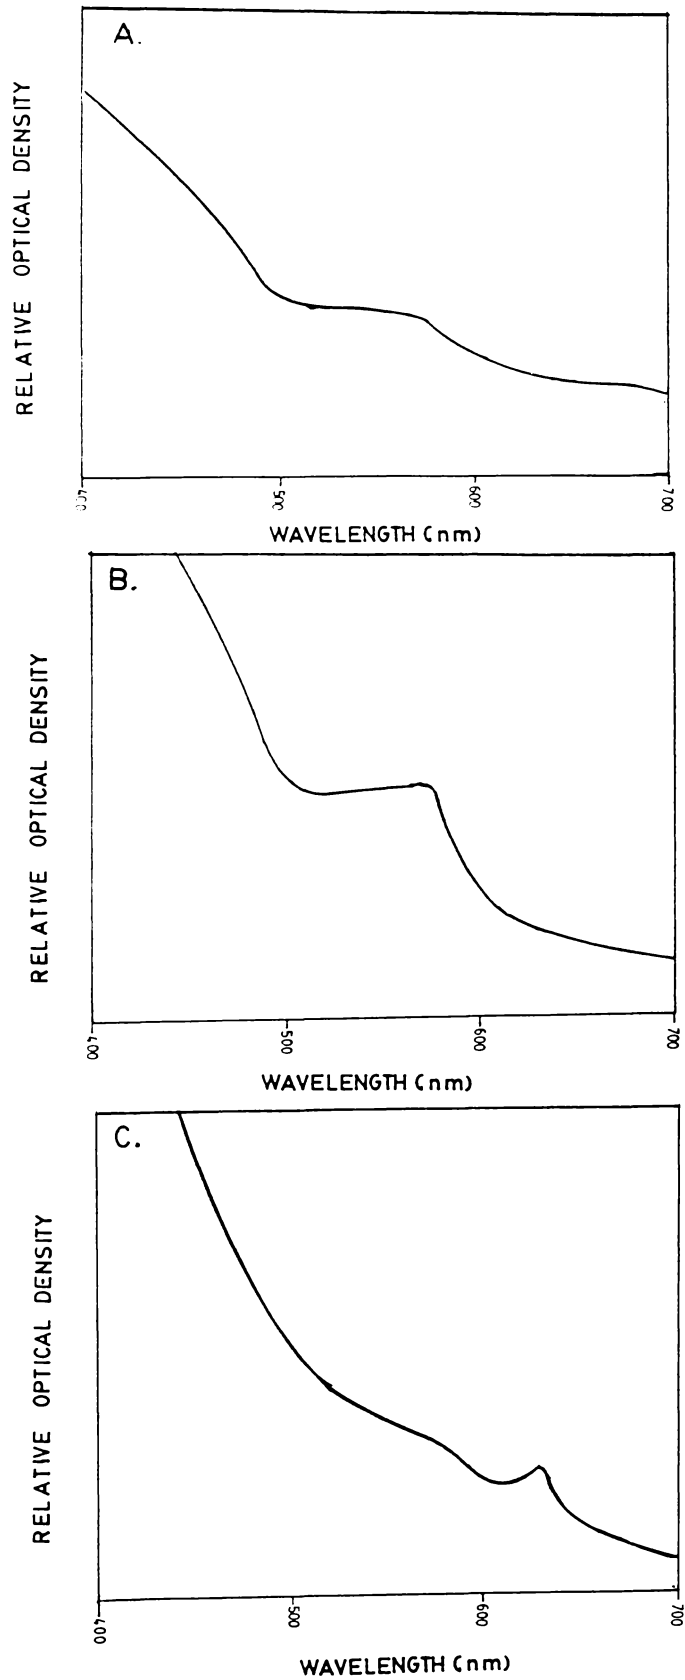 A.
RELATIVE OPTICAL DENSITY
400 500 600 700
WAVELENGTH (nm)
B.
RELATIVE OPTICAL DENSITY
400 500 600 700
WAVELENGTH (nm)
C.
RELATIVE OPTICAL DENSITY
400 500 600 700
WAVELENGTH (nm)